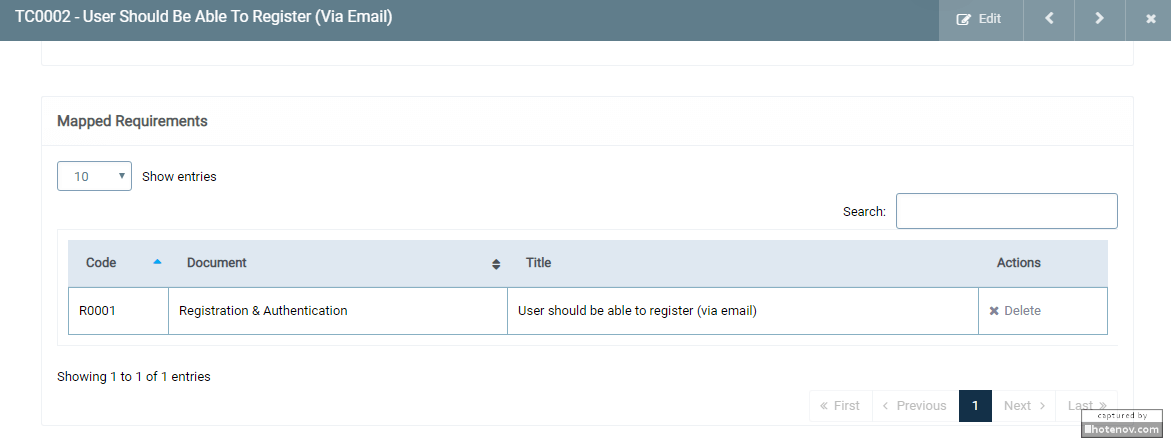 TC0002 - User Should Be Able To Register (Via Email)
Edit
Mapped Requirements
10 Show entries
Search:
Code Document Title Actions
R0001 Registration & Authentication User should be able to register (via email) Delete
Showing 1 to 1 of 1 entries
« First ‹ Previous 1 Next › Last »
captured by
hotenov.com